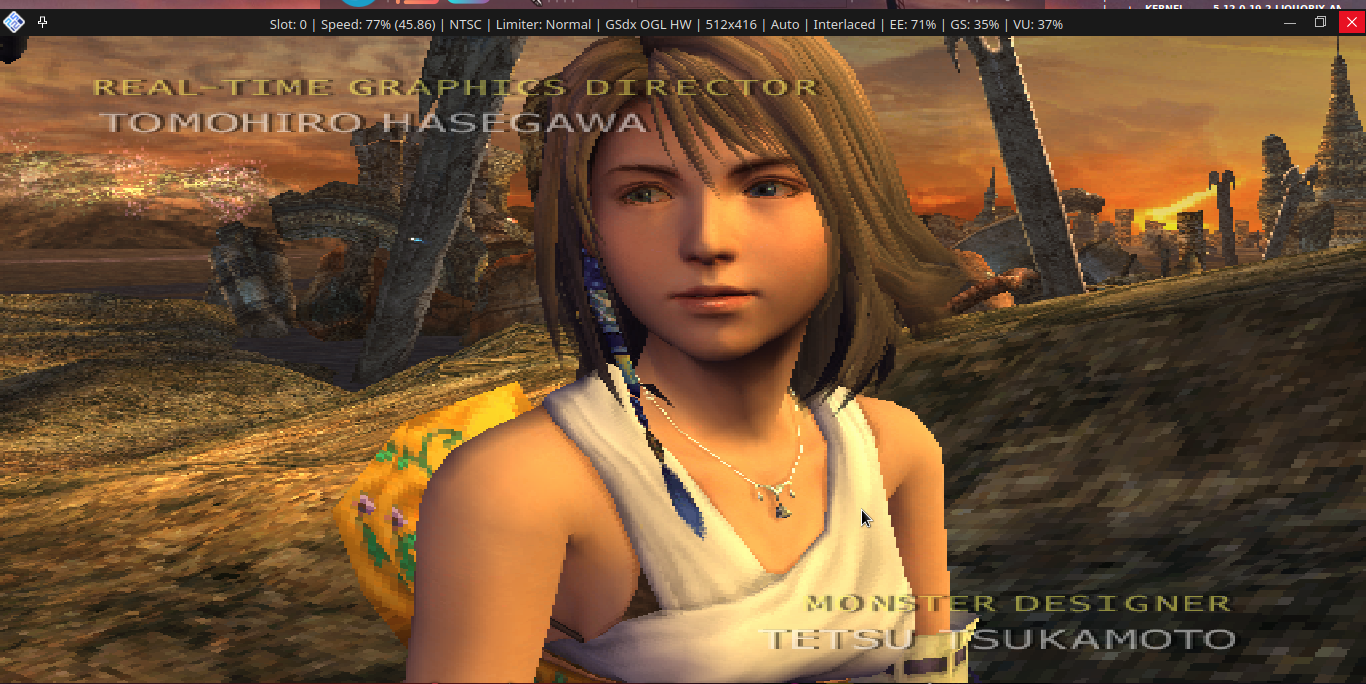 KERNEL
Slot: 0 | Speed: 77% (45.86) | NTSC | Limiter: Normal | GSdx OGL HW | 512x416 | Auto | Interlaced | EE: 71% | GS: 35% | VU: 37%
REAL-TIME GRAPHICS DIRECTOR
TOMOHIRO HASEGAWA
MONSTER DESIGNER
TETSU TSUKAMOTO